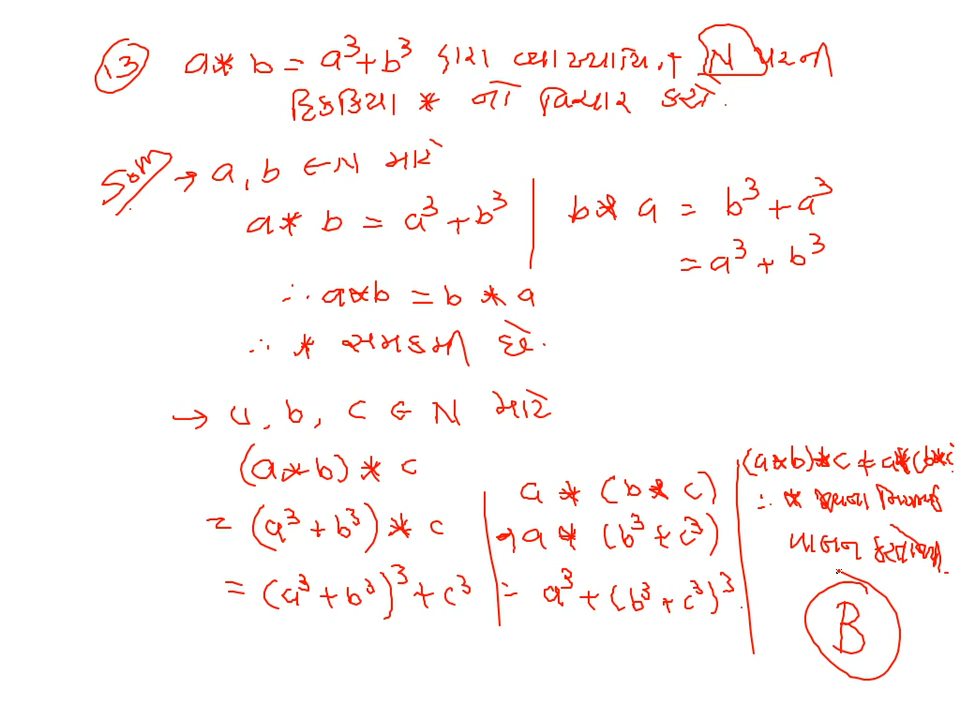 (13) a * b = a³ + b³ દ્વારા વ્યાખ્યાયિત N પરની
દ્વિક્ક્રિયા * નો વિચાર કરો.
Solⁿ → a, b ∈ N માટે
a * b = a³ + b³ | b * a = b³ + a³
= a³ + b³
∴ a * b = b * a
∴ * સમક્રમી છે.
→ a, b, c ∈ N માટે
(a * b) * c
= (a³ + b³) * c
= (a³ + b³)³ + c³
a * (b * c)
= a * (b³ + c³)
= a³ + (b³ + c³)³
(a * b) * c ≠ a * (b * c)
∴ * નિયમનું
પાલન કરતી નથી.
B